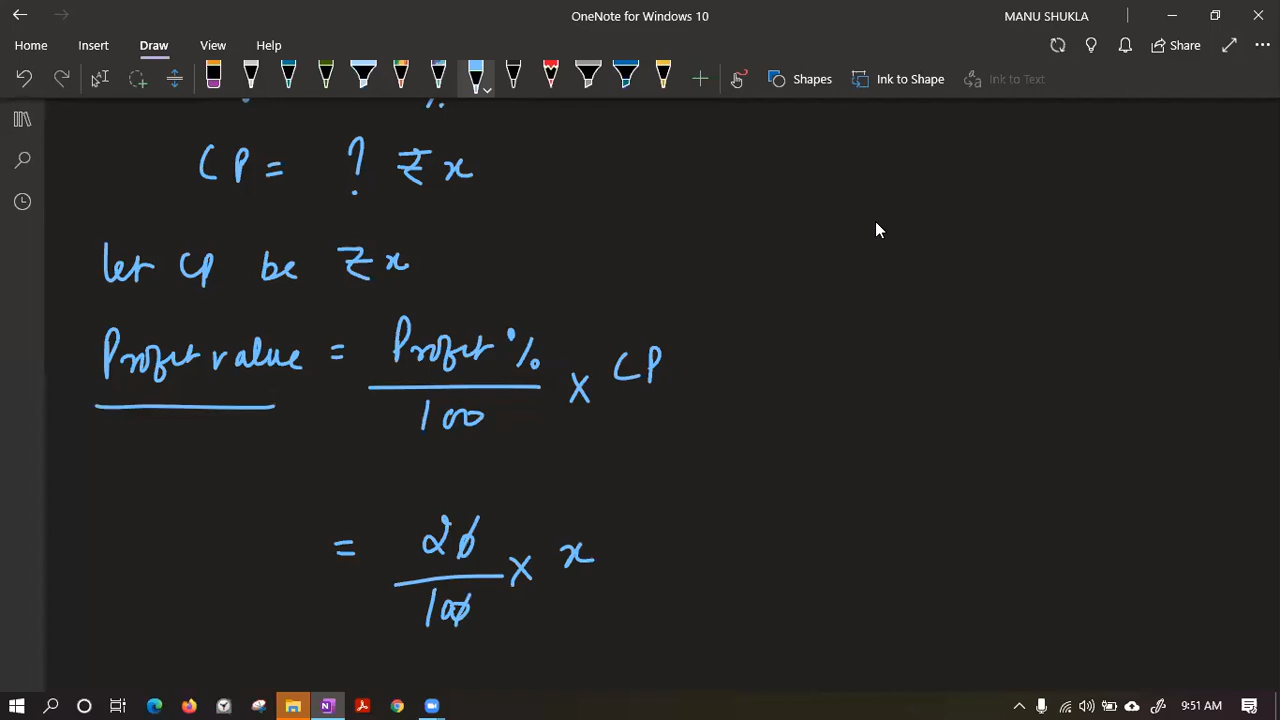 OneNote for Windows 10
MANU SHUKLA
Home Insert Draw View Help
Share
Shapes
Ink to Shape
Ink to Text
CP = ? ₹ x
let CP be ₹ x
Profit value = Profit % / 100 × CP
= 20 / 100 × x
9:51 AM